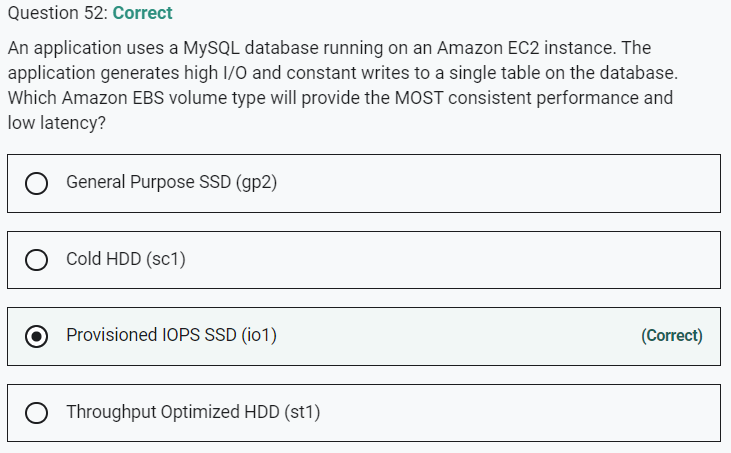 Question 52: Correct
An application uses a MySQL database running on an Amazon EC2 instance. The
application generates high I/O and constant writes to a single table on the database.
Which Amazon EBS volume type will provide the MOST consistent performance and
low latency?
General Purpose SSD (gp2)
Cold HDD (sc1)
Provisioned IOPS SSD (io1) (Correct)
Throughput Optimized HDD (st1)